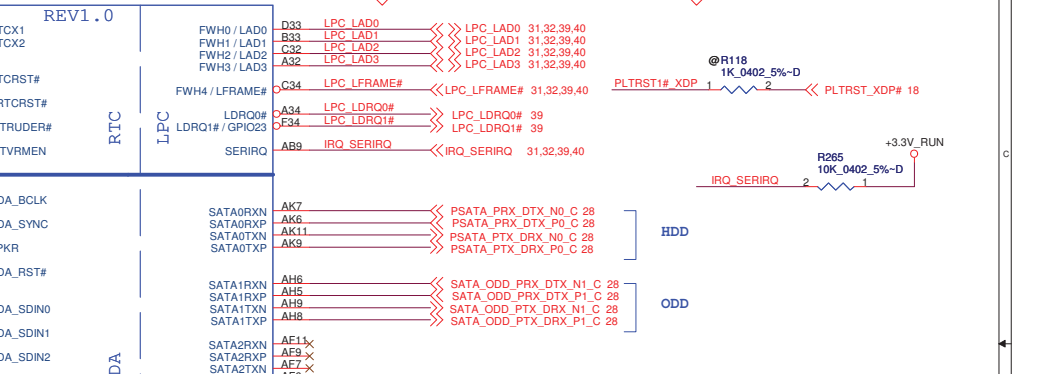 REV1.0
TCX1
TCX2
TCRST#
RTCRST#
TRUDER#
TVRMEN
RTC
LPC
FWH0 / LAD0 D33 LPC_LAD0 LPC_LAD0 31,32,39,40
FWH1 / LAD1 B33 LPC_LAD1 LPC_LAD1 31,32,39,40
FWH2 / LAD2 C32 LPC_LAD2 LPC_LAD2 31,32,39,40
FWH3 / LAD3 A32 LPC_LAD3 LPC_LAD3 31,32,39,40
FWH4 / LFRAME# C34 LPC_LFRAME# LPC_LFRAME# 31,32,39,40
LDRQ0# A34 LPC_LDRQ0# LPC_LDRQ0# 39
LDRQ1# / GPIO23 F34 LPC_LDRQ1# LPC_LDRQ1# 39
SERIRQ AB9 IRQ_SERIRQ IRQ_SERIRQ 31,32,39,40
@R118
1K_0402_5%~D
PLTRST1#_XDP 1 2 PLTRST_XDP# 18
+3.3V_RUN
R265
10K_0402_5%~D
IRQ_SERIRQ 2 1
C
DA_BCLK
DA_SYNC
PKR
DA_RST#
DA_SDIN0
DA_SDIN1
DA_SDIN2
DA
SATA0RXN AK7 PSATA_PRX_DTX_N0_C 28
SATA0RXP AK6 PSATA_PRX_DTX_P0_C 28
SATA0TXN AK11 PSATA_PTX_DRX_N0_C 28
SATA0TXP AK9 PSATA_PTX_DRX_P0_C 28
HDD
SATA1RXN AH6 SATA_ODD_PRX_DTX_N1_C 28
SATA1RXP AH5 SATA_ODD_PRX_DTX_P1_C 28
SATA1TXN AH9 SATA_ODD_PTX_DRX_N1_C 28
SATA1TXP AH8 SATA_ODD_PTX_DRX_P1_C 28
ODD
SATA2RXN AF11
SATA2RXP AF9
SATA2TXN AF7